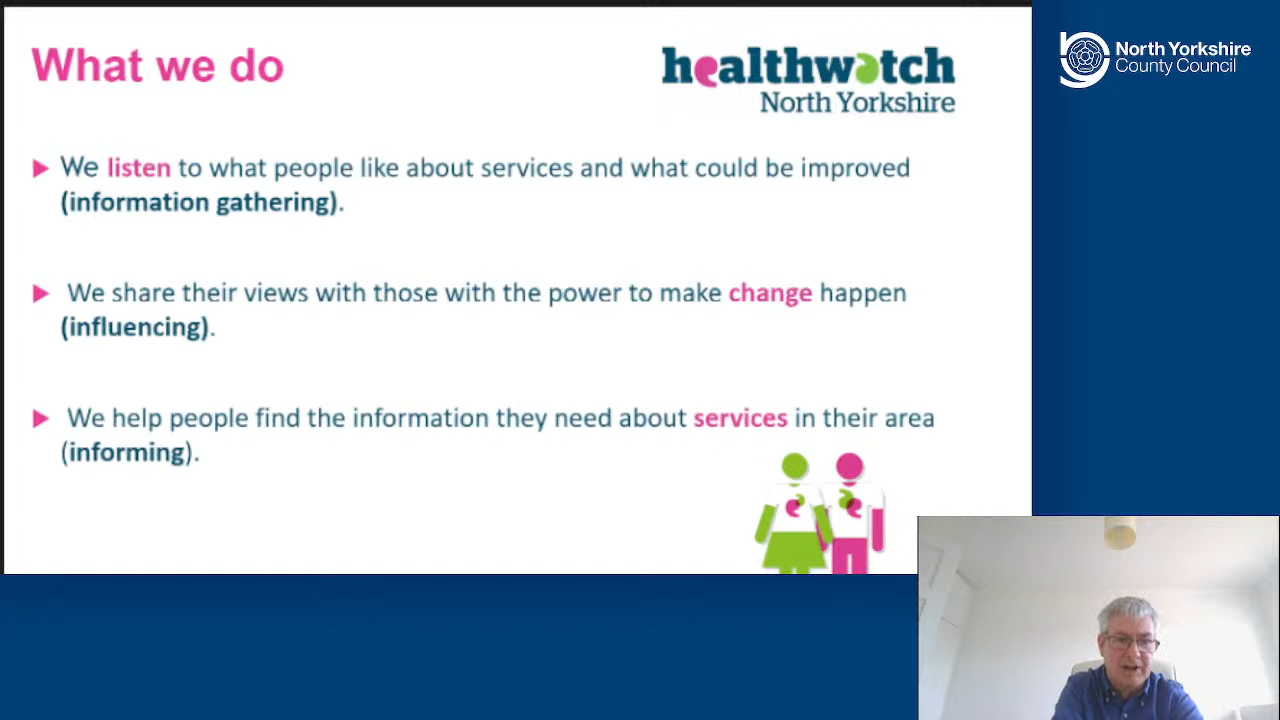 What we do
healthwatch
North Yorkshire
North Yorkshire
County Council
We listen to what people like about services and what could be improved
(information gathering).
We share their views with those with the power to make change happen
(influencing).
We help people find the information they need about services in their area
(informing).